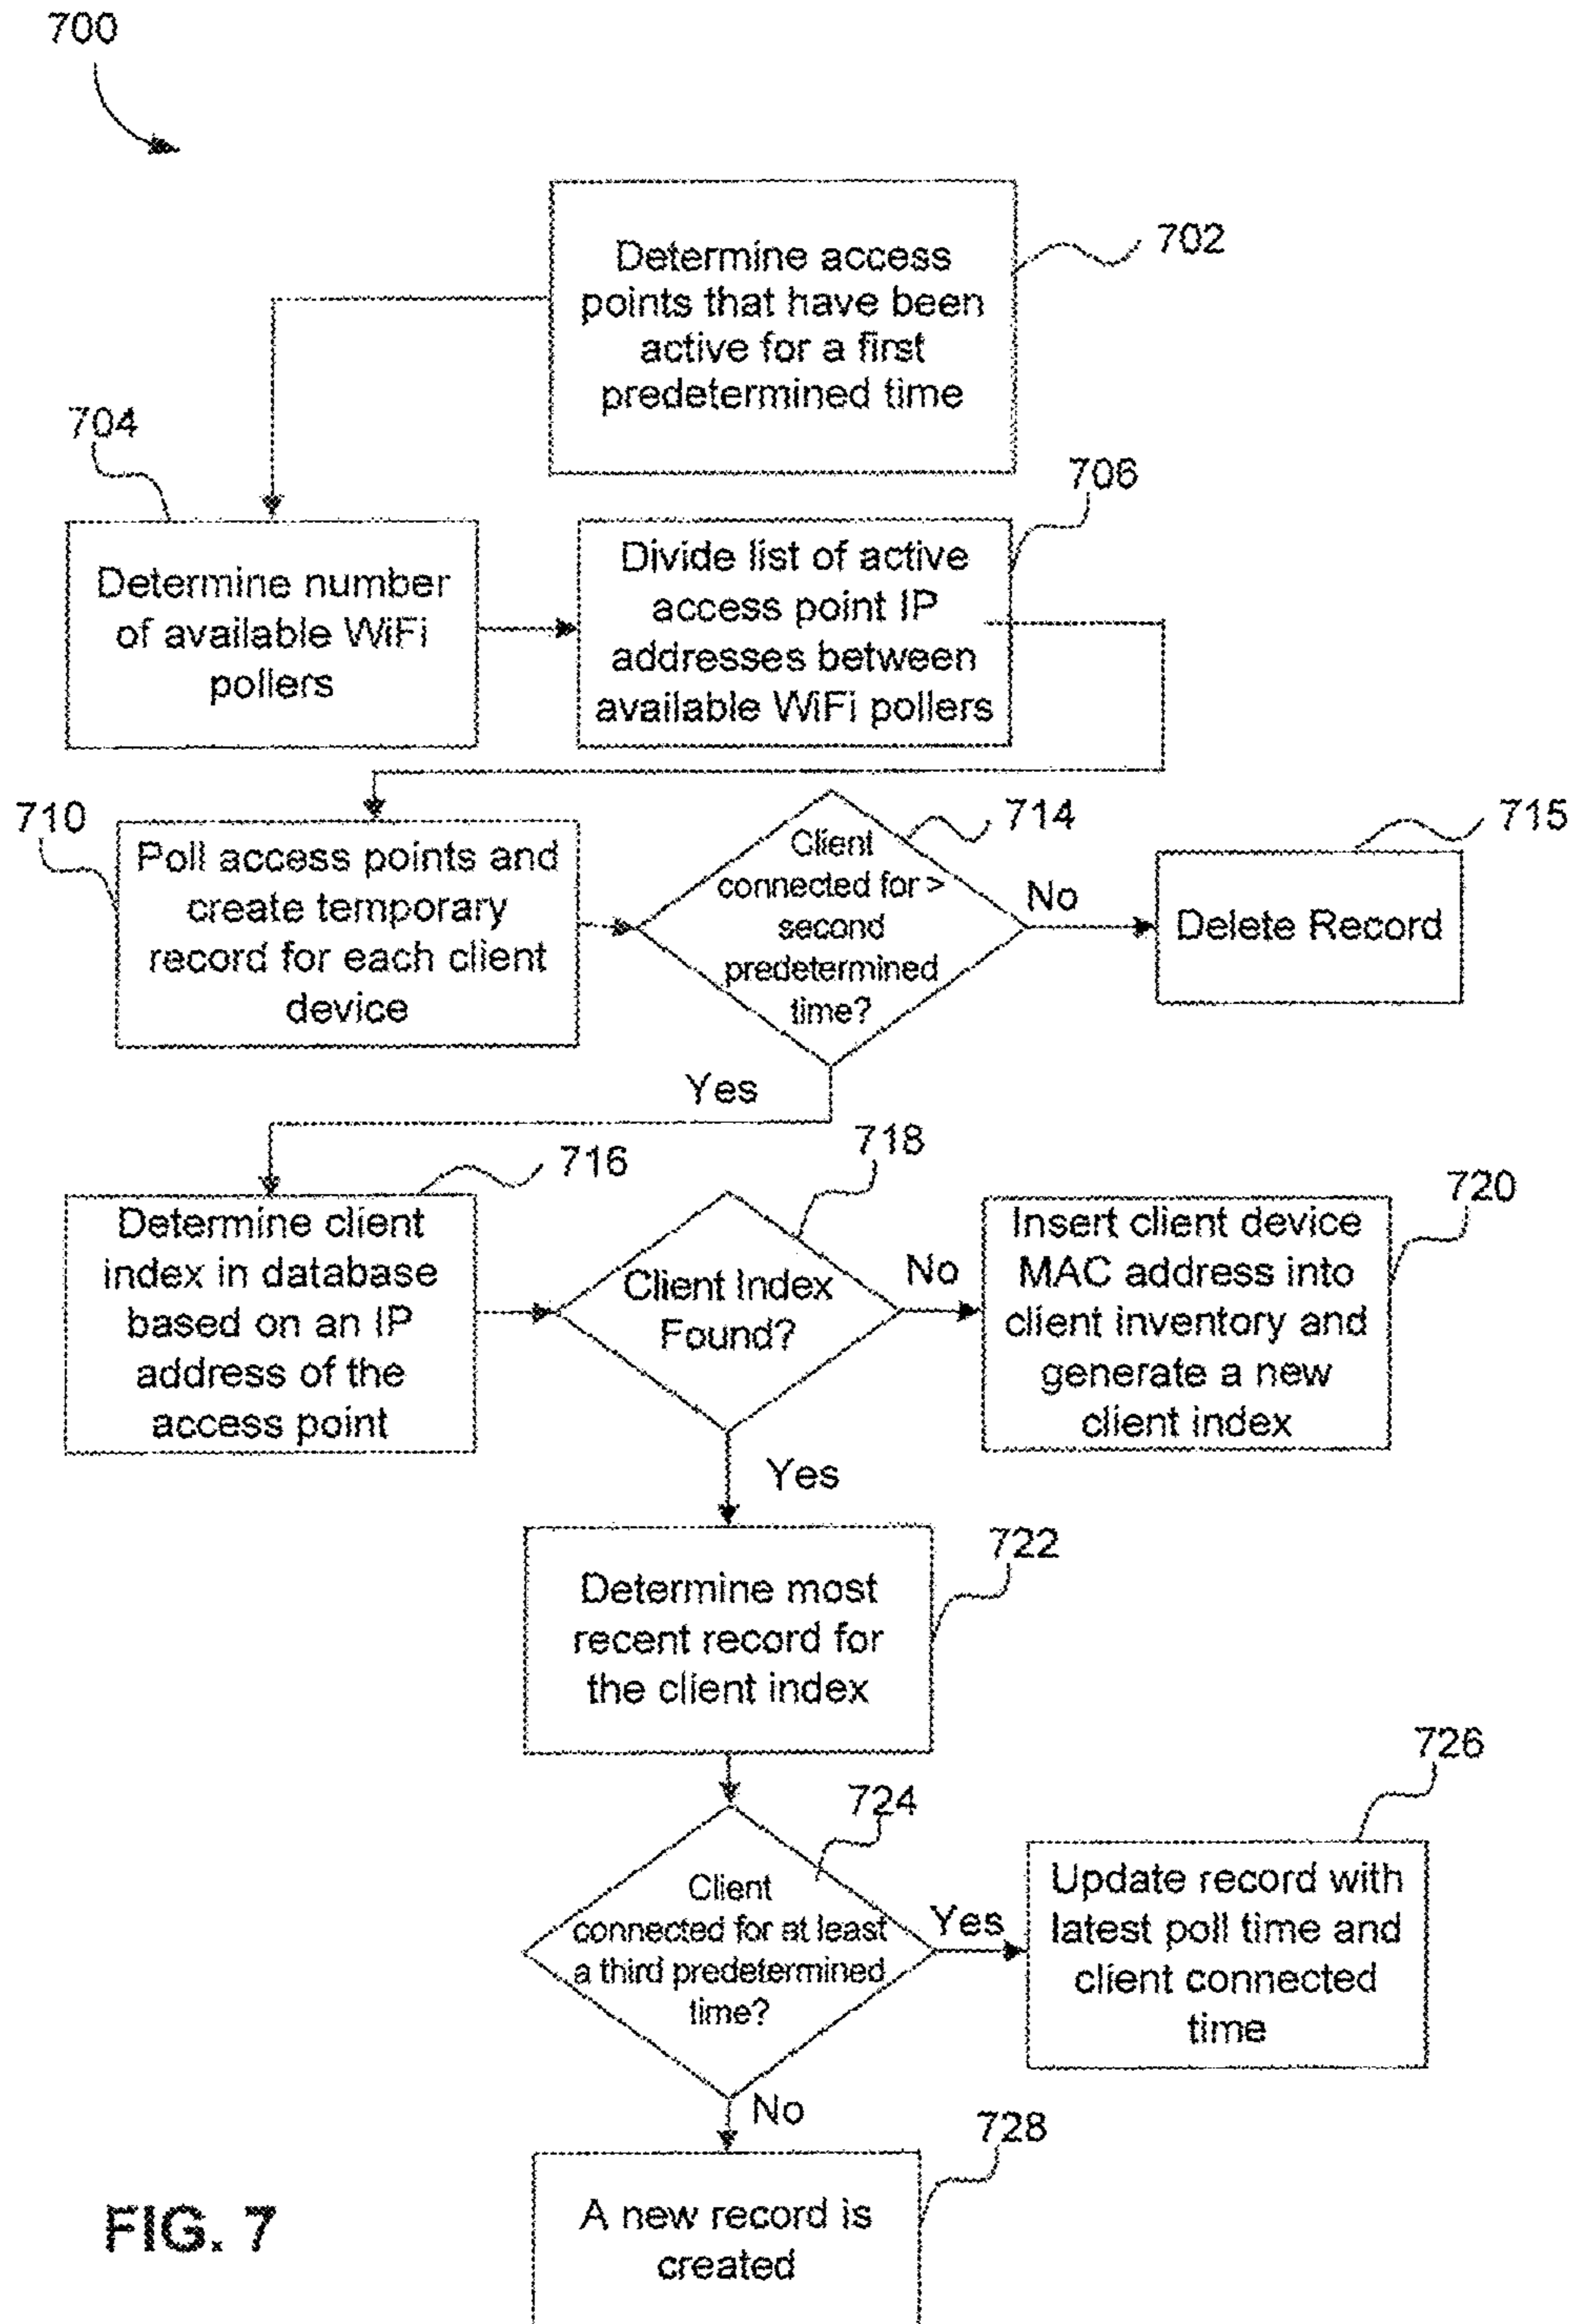 700
Determine access
points that have been
active for a first
predetermined time
702
704
Determine number
of available WiFi
pollers
706
Divide list of active
access point IP
addresses between
available WiFi pollers
710
Poll access points and
create temporary
record for each client
device
714
Client
connected for >
second
predetermined
time?
No
715
Delete Record
Yes
716
Determine client
index in database
based on an IP
address of the
access point
718
Client Index
Found?
No
720
Insert client device
MAC address into
client inventory and
generate a new
client index
Yes
722
Determine most
recent record for
the client index
724
Client
connected for at least
a third predetermined
time?
Yes
726
Update record with
latest poll time and
client connected
time
No
728
A new record is
created
FIG. 7